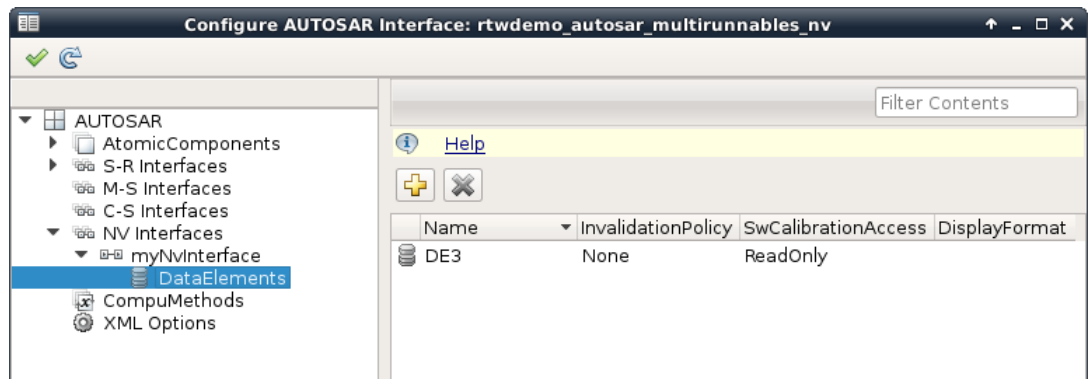 Configure AUTOSAR Interface: rtwdemo_autosar_multirunnables_nv
Filter Contents
AUTOSAR
AtomicComponents
S-R Interfaces
M-S Interfaces
C-S Interfaces
NV Interfaces
myNvInterface
DataElements
CompuMethods
XML Options
Help
Name InvalidationPolicy SwCalibrationAccess DisplayFormat
DE3 None ReadOnly